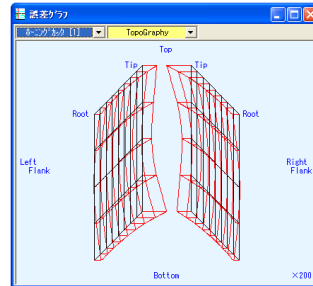 誤差グラフ
ホーニングカッタ [1]
TopoGraphy
Top
Tip
Tip
Root
Root
Left
Flank
Right
Flank
Bottom
×200